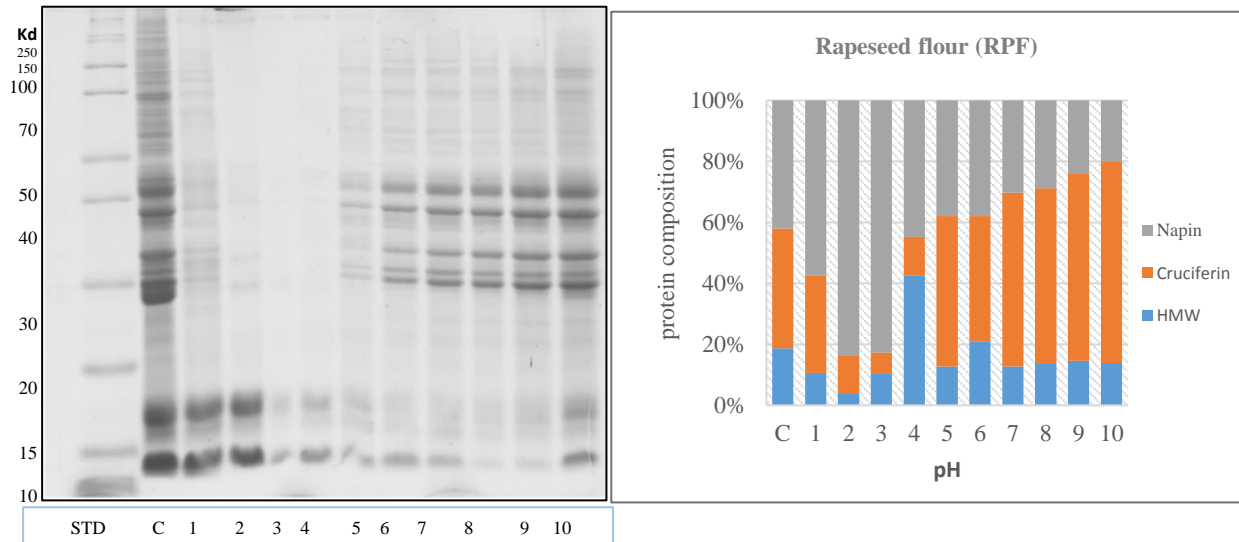 Kd
250
150
100
70
50
40
30
20
15
10
STD C 1 2 3 4 5 6 7 8 9 10
Rapeseed flour (RPF)
protein composition
100%
80%
60%
40%
20%
0%
C 1 2 3 4 5 6 7 8 9 10
pH
Napin
Cruciferin
HMW